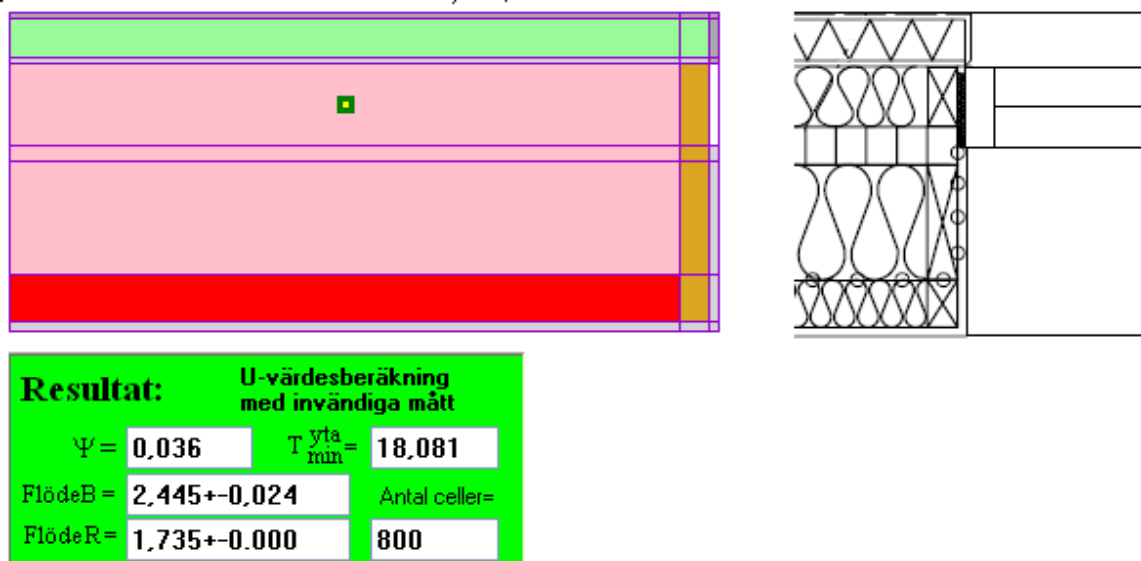 Resultat: U-värdesberäkning
med invändiga mått
Ψ = 0,036 T yta min = 18,081
FlödeB = 2,445+-0,024 Antal celler=
FlödeR= 1,735+-0.000 800